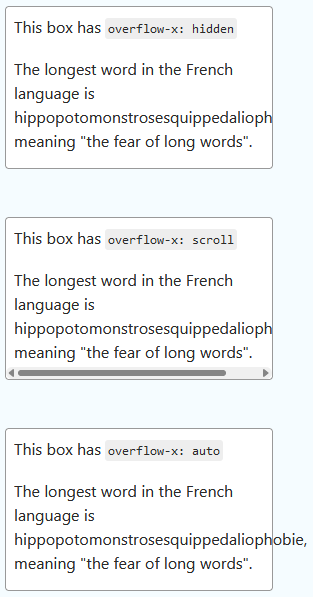 This box has overflow-x: hidden
The longest word in the French
language is
hippopotomonstrosesquippedalioph
meaning "the fear of long words".
This box has overflow-x: scroll
The longest word in the French
language is
hippopotomonstrosesquippedalioph
meaning "the fear of long words".
This box has overflow-x: auto
The longest word in the French
language is
hippopotomonstrosesquippedaliophobie,
meaning "the fear of long words".